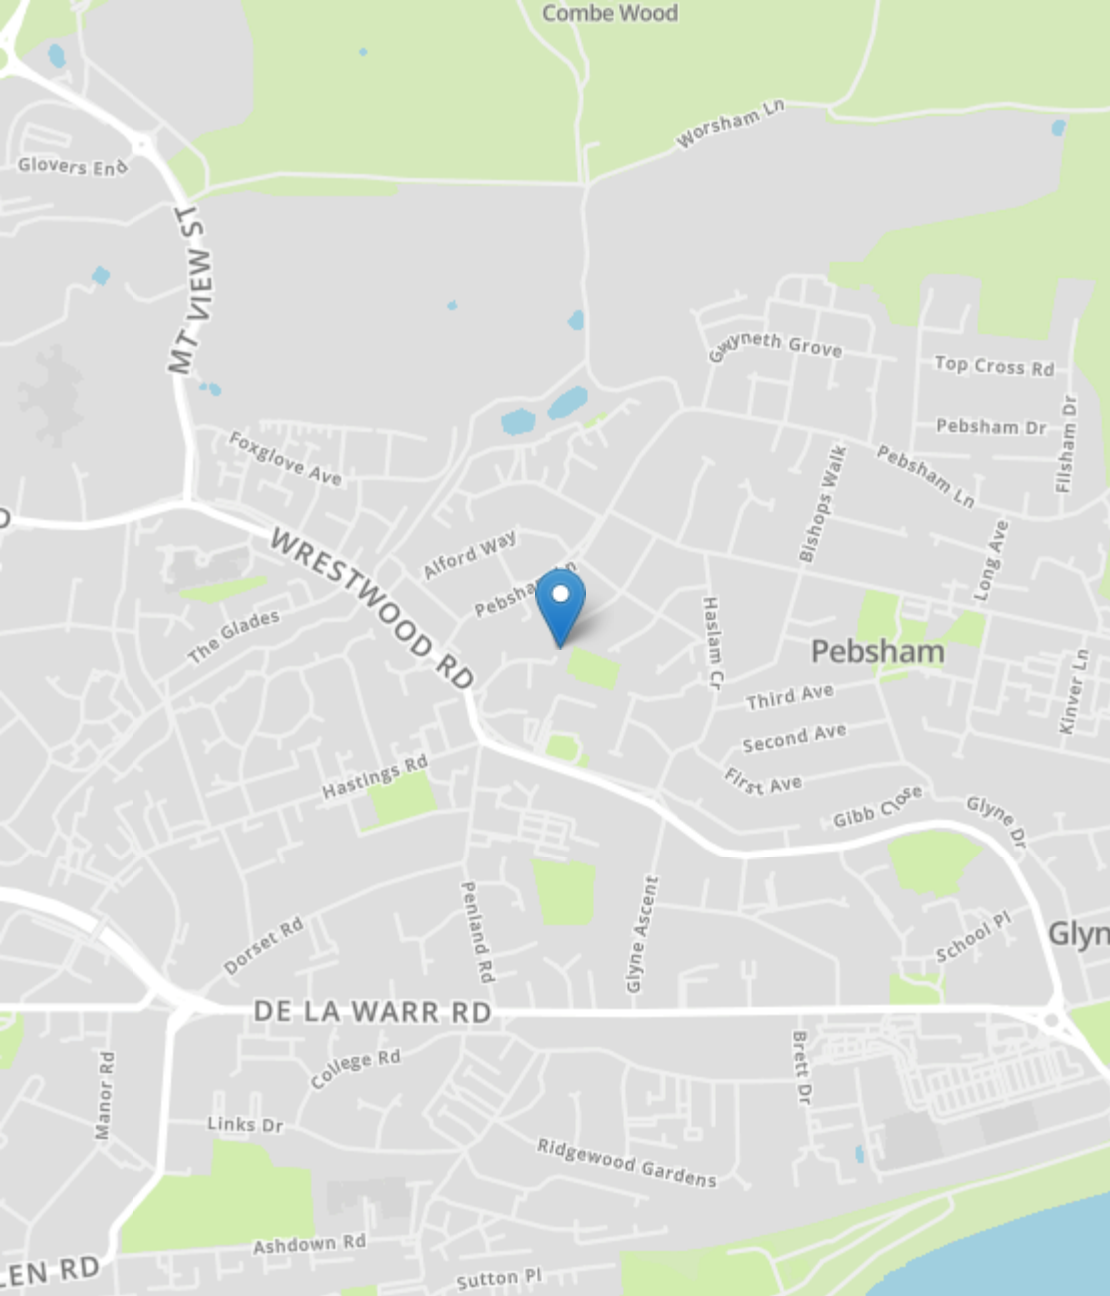 Combe Wood
Worsham Ln
Glovers End
MT VIEW ST
Gwyneth Grove
Top Cross Rd
Pebsham Dr
Filsham Dr
Foxglove Ave
Bishops Walk
Pebsham Ln
WRESTWOOD RD
Alford Way
Long Ave
Pebsham Ln
The Glades
Haslam Cr
Pebsham
Kinver Ln
Third Ave
Second Ave
First Ave
Hastings Rd
Gibb Close
Glyne Dr
Penland Rd
Glyne Ascent
Dorset Rd
School Pl
Glyn
DE LA WARR RD
College Rd
Manor Rd
Brett Dr
Links Dr
Ridgewood Gardens
Ashdown Rd
LEN RD
Sutton Pl